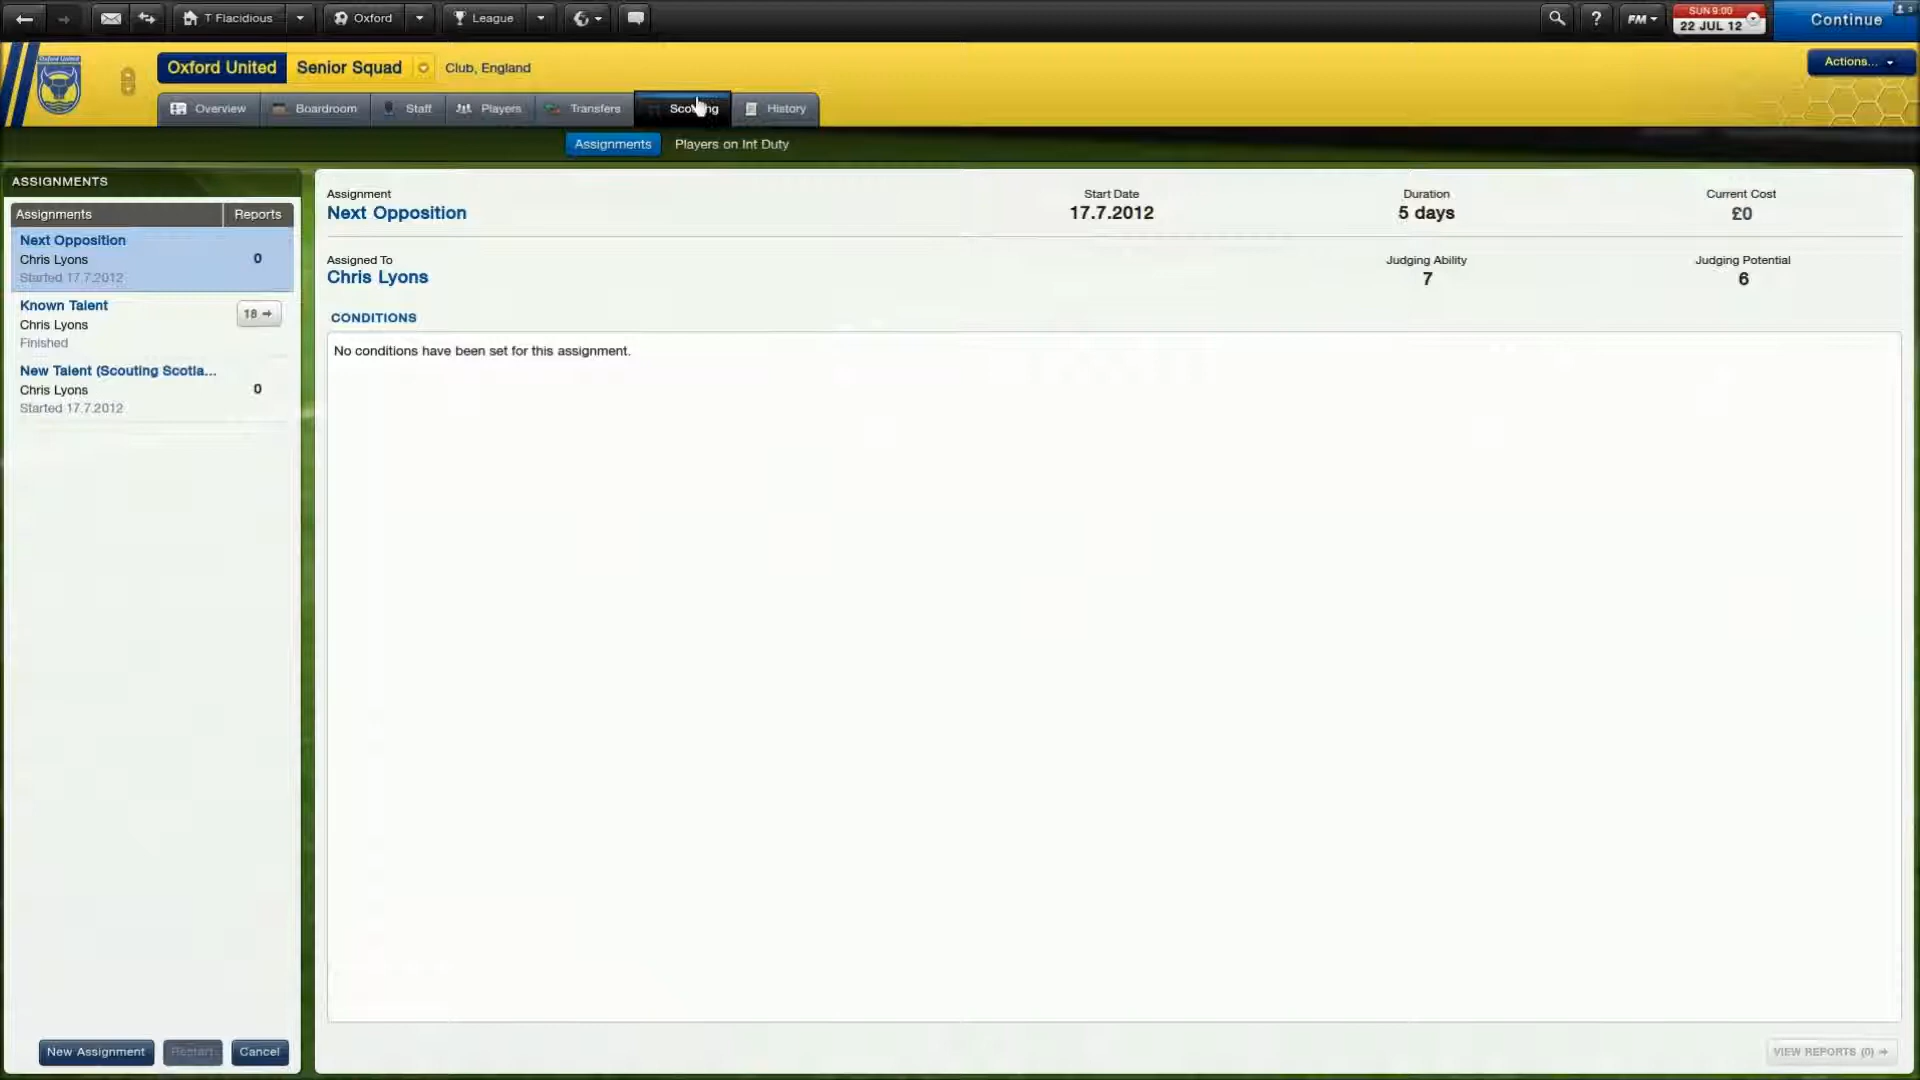 T Flacidious
Oxford
League
?
FM
SUN 9:00
22 JUL 12
Continue
3
Oxford United
Senior Squad
Club, England
Actions...
Overview
Boardroom
Staff
Players
Transfers
History
Assignments
Players on Int Duty
ASSIGNMENTS
Assignments
Reports
Next Opposition
Chris Lyons
0
Started 17.7.2012
Known Talent
Chris Lyons
18
Finished
New Talent (Scouting Scotla...
Chris Lyons
0
Started 17.7.2012
Assignment
Next Opposition
Start Date
17.7.2012
Duration
5 days
Current Cost
£0
Assigned To
Chris Lyons
Judging Ability
7
Judging Potential
6
CONDITIONS
No conditions have been set for this assignment.
New Assignment
Restart
Cancel
VIEW REPORTS (0)